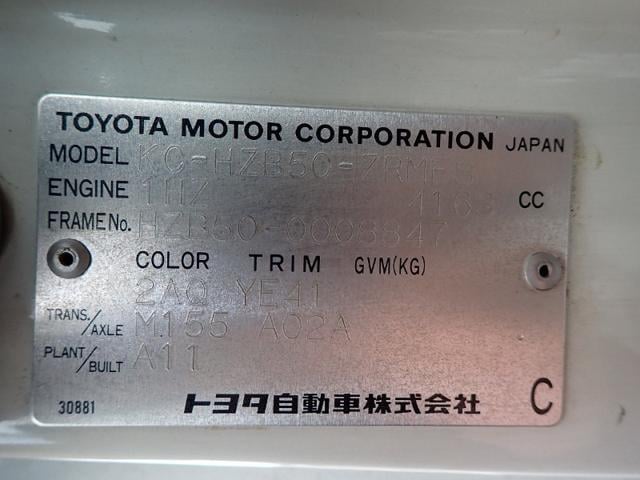 TOYOTA MOTOR CORPORATION JAPAN
MODEL KC-HZB50-ZRMFS
ENGINE 1HZ 4163 CC
FRAME No. HZB50-0008847
COLOR TRIM GVM(KG)
2AQ YE41
TRANS./AXLE M155 A02A
PLANT/BUILT A11
30881 トヨタ自動車株式会社 C